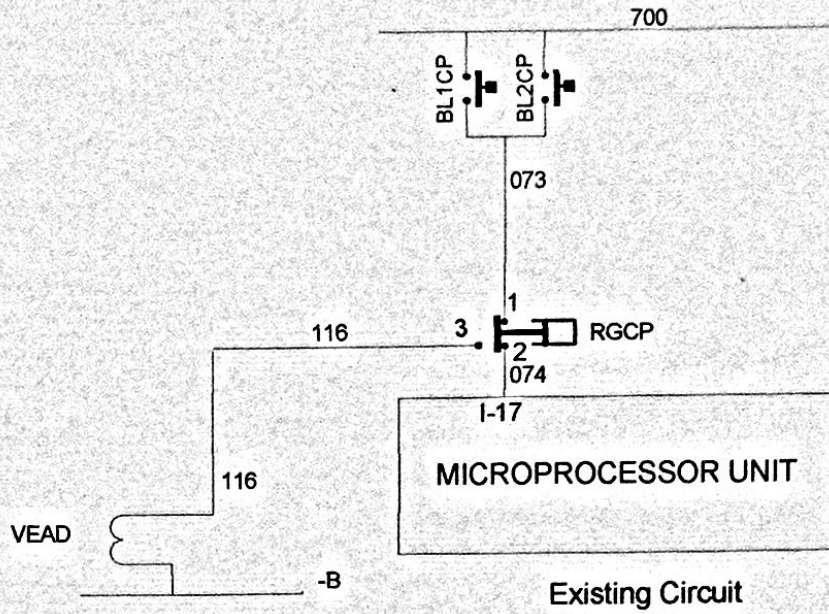 700
BL1CP
BL2CP
073
1
3
116
RGCP
2
074
I-17
MICROPROCESSOR UNIT
116
VEAD
-B
Existing Circuit